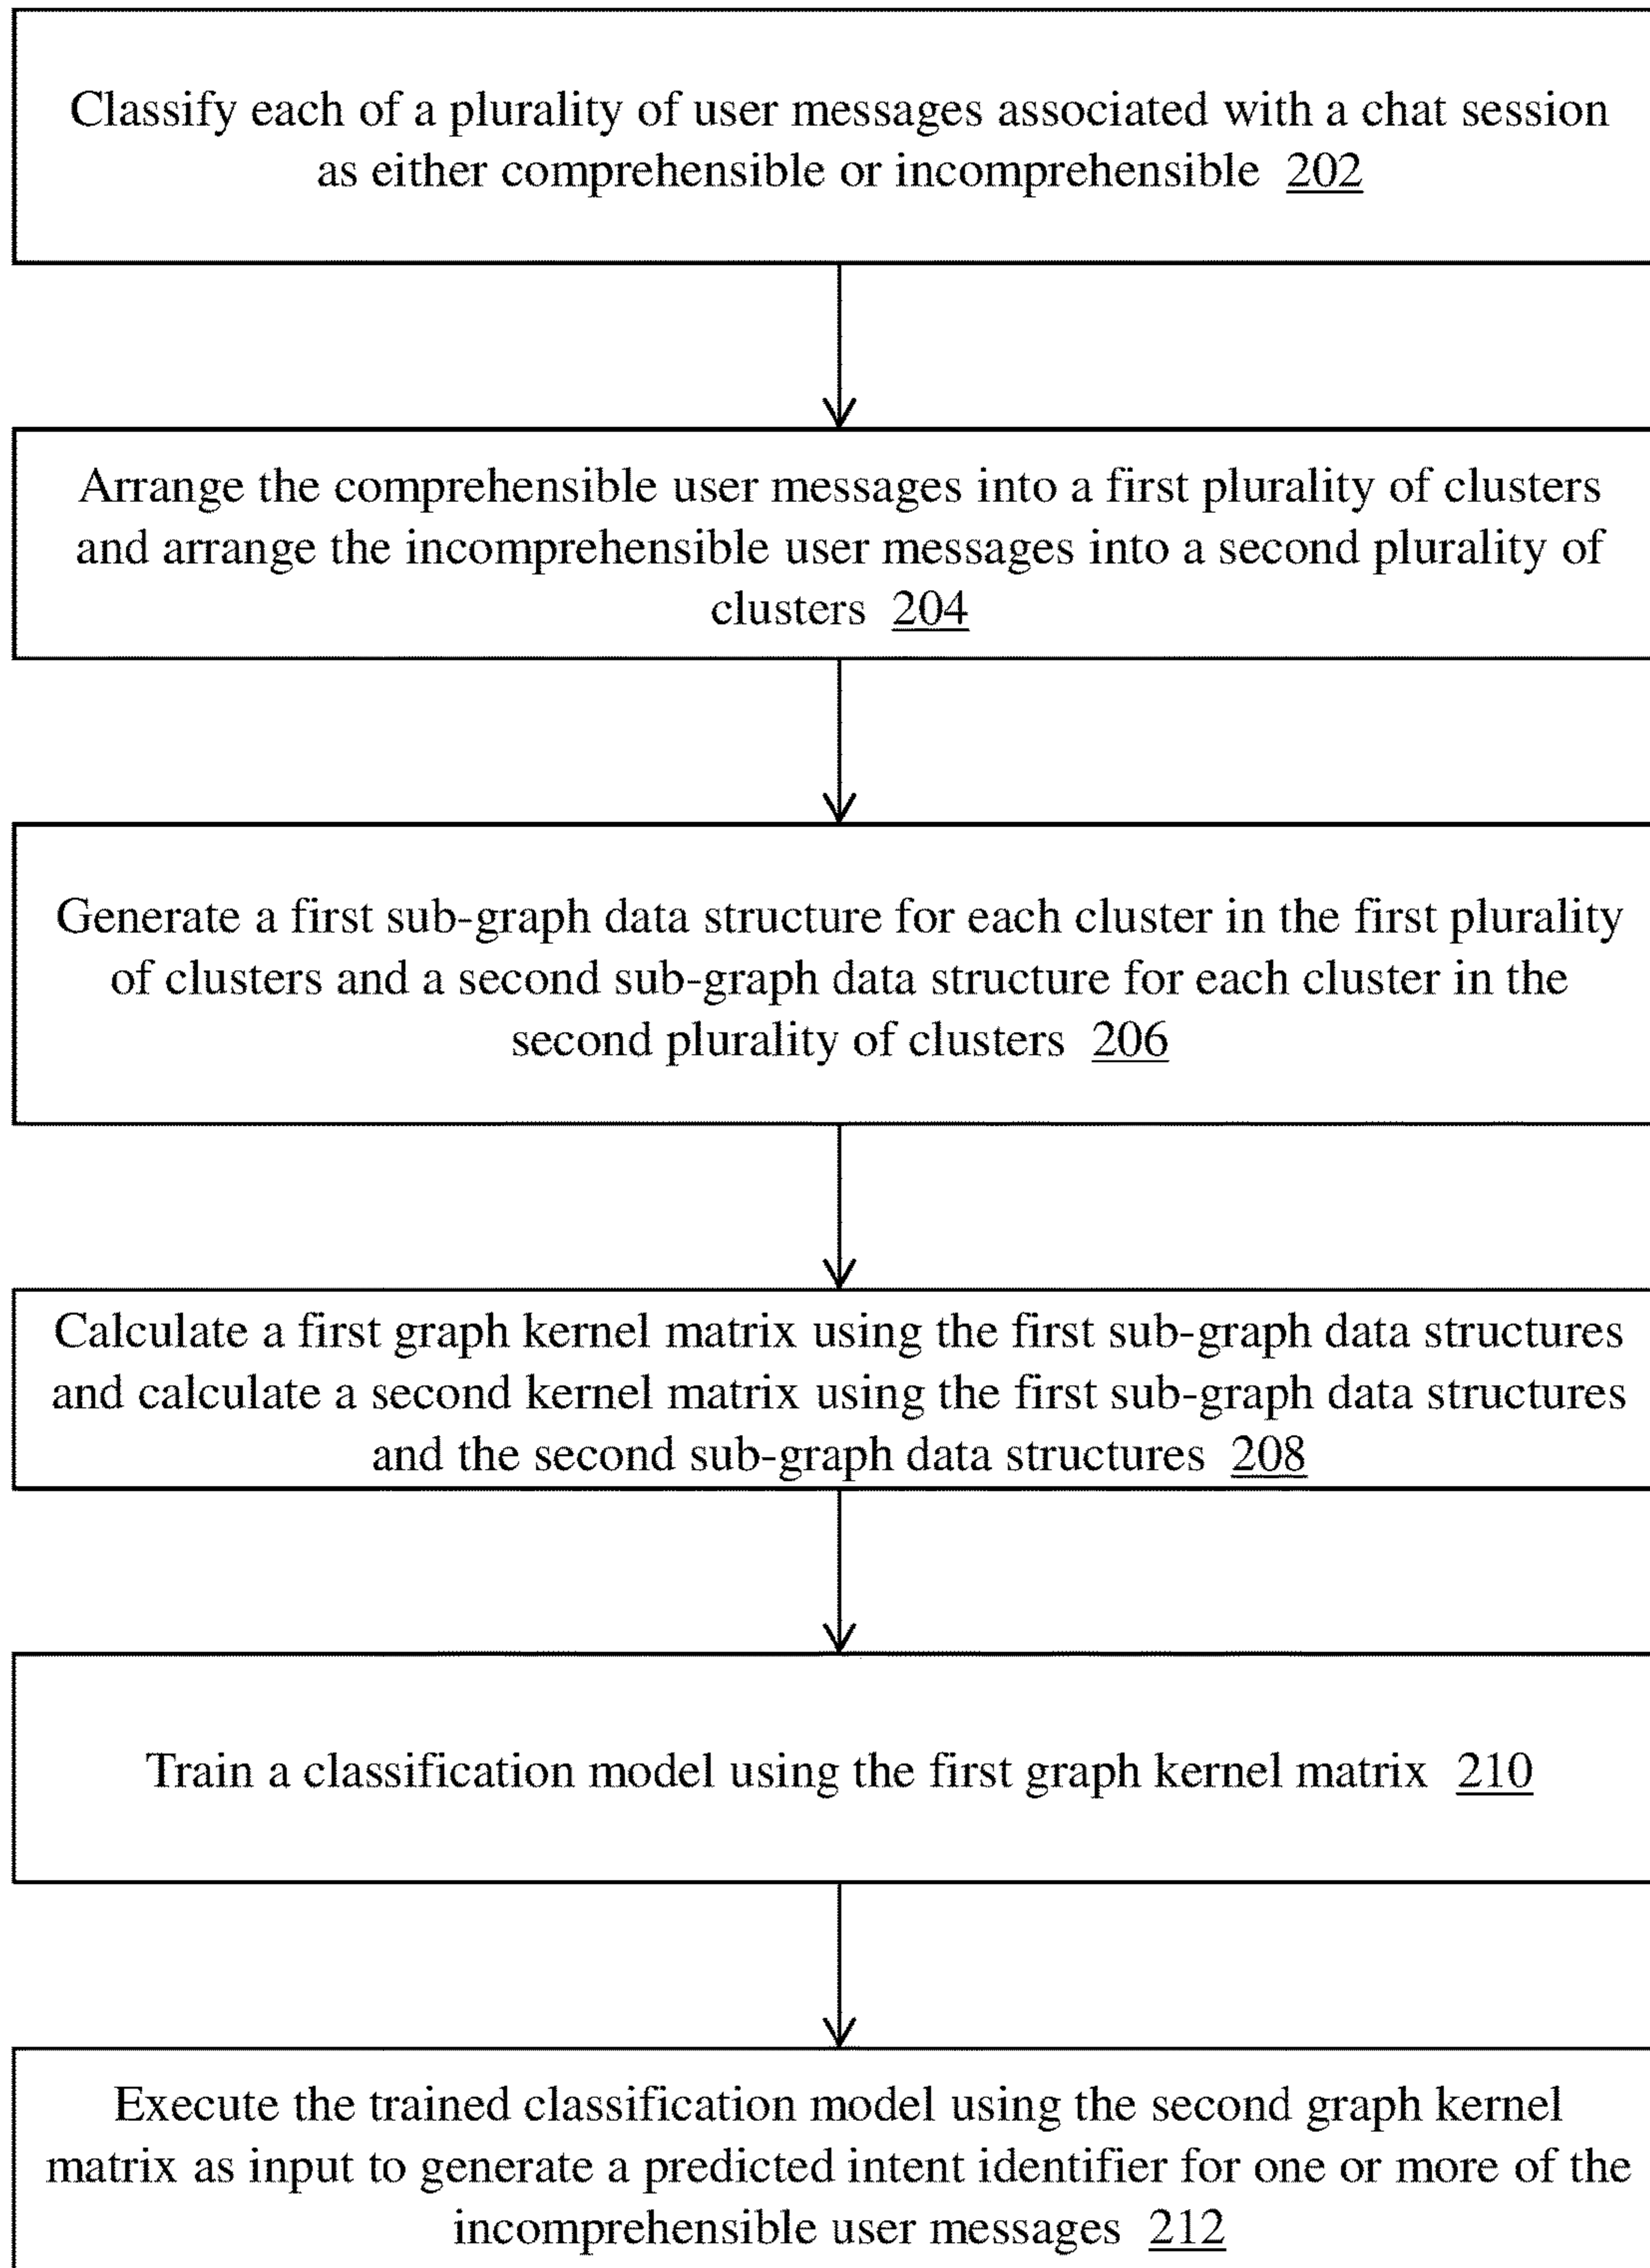 Classify each of a plurality of user messages associated with a chat session
as either comprehensible or incomprehensible 202
Arrange the comprehensible user messages into a first plurality of clusters
and arrange the incomprehensible user messages into a second plurality of
clusters 204
Generate a first sub-graph data structure for each cluster in the first plurality
of clusters and a second sub-graph data structure for each cluster in the
second plurality of clusters 206
Calculate a first graph kernel matrix using the first sub-graph data structures
and calculate a second kernel matrix using the first sub-graph data structures
and the second sub-graph data structures 208
Train a classification model using the first graph kernel matrix 210
Execute the trained classification model using the second graph kernel
matrix as input to generate a predicted intent identifier for one or more of the
incomprehensible user messages 212